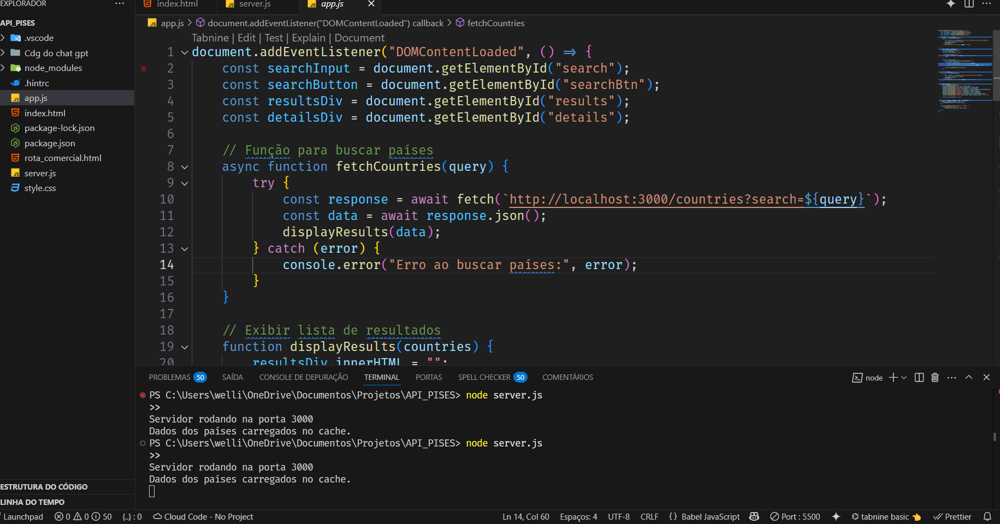 EXPLORADOR
API_PISES
.vscode
Cdg do chat gpt
node_modules
.hintrc
app.js
index.html
package-lock.json
package.json
rota_comercial.html
server.js
style.css
ESTRUTURA DO CÓDIGO
LINHA DO TEMPO
index.html server.js app.js
app.js > document.addEventListener("DOMContentLoaded") callback > fetchCountries
Tabnine | Edit | Test | Explain | Document
1 document.addEventListener("DOMContentLoaded", () => {
2 const searchInput = document.getElementById("search");
3 const searchButton = document.getElementById("searchBtn");
4 const resultsDiv = document.getElementById("results");
5 const detailsDiv = document.getElementById("details");
6
7 // Função para buscar países
8 async function fetchCountries(query) {
9 try {
10 const response = await fetch(`http://localhost:3000/countries?search=${query}`);
11 const data = await response.json();
12 displayResults(data);
13 } catch (error) {
14 console.error("Erro ao buscar países:", error);
15 }
16 }
17
18 // Exibir lista de resultados
19 function displayResults(countries) {
20 resultsDiv.innerHTML = "";
PROBLEMAS 50 SAÍDA CONSOLE DE DEPURAÇÃO TERMINAL PORTAS SPELL CHECKER 50 COMENTÁRIOS node
PS C:\Users\welli\OneDrive\Documentos\Projetos\API_PISES> node server.js
>>
Servidor rodando na porta 3000
Dados dos países carregados no cache.
PS C:\Users\welli\OneDrive\Documentos\Projetos\API_PISES> node server.js
>>
Servidor rodando na porta 3000
Dados dos países carregados no cache.
Launchpad 0 0 50 {..} : 0 Cloud Code - No Project Ln 14, Col 60 Espaços: 4 UTF-8 CRLF {} Babel JavaScript Port : 5500 tabnine basic Prettier